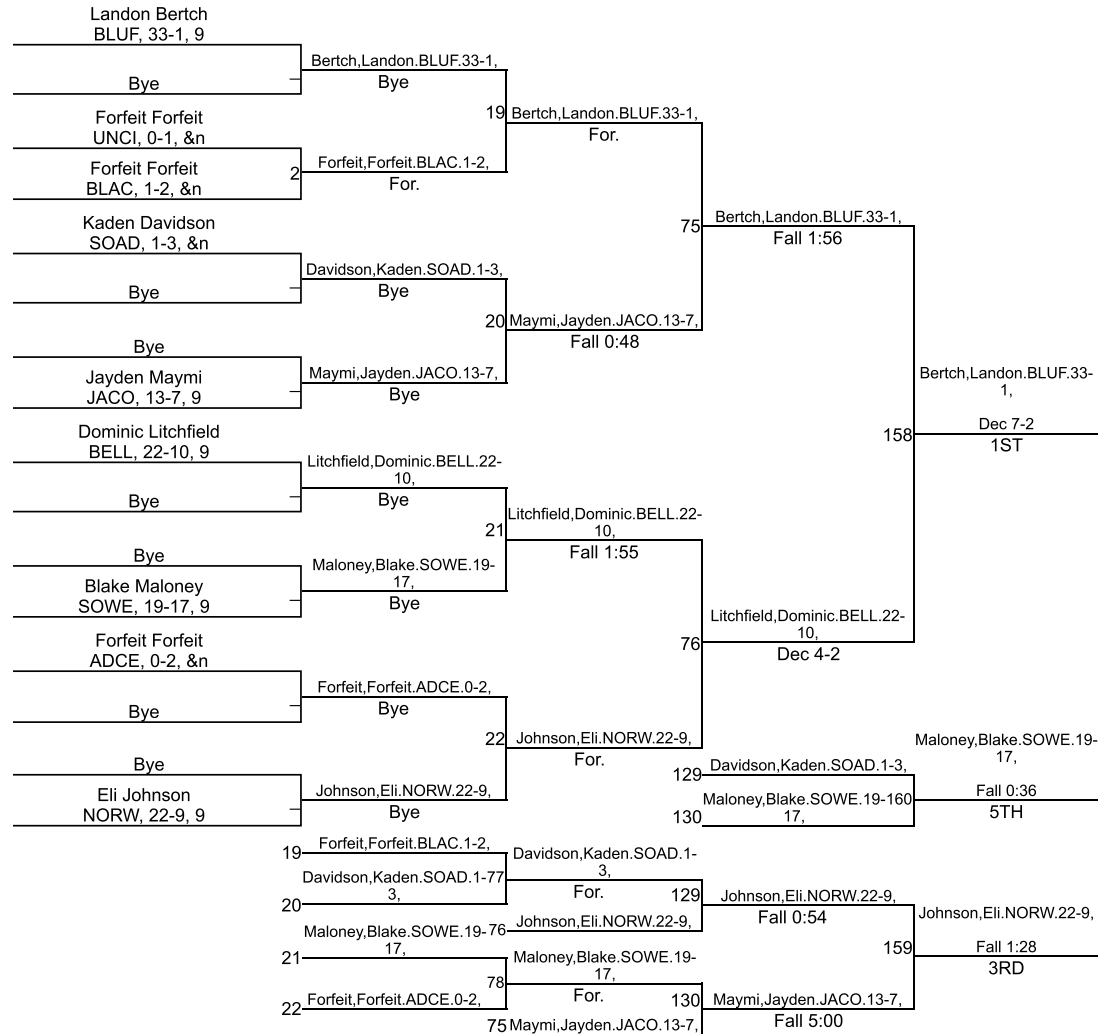 Landon Bertch
BLUF, 33-1, 9
Bye
Forfeit Forfeit
UNCI, 0-1, &n
Forfeit Forfeit
BLAC, 1-2, &n
Kaden Davidson
SOAD, 1-3, &n
Bye
Bye
Jayden Maymi
JACO, 13-7, 9
Dominic Litchfield
BELL, 22-10, 9
Bye
Bye
Blake Maloney
SOWE, 19-17, 9
Forfeit Forfeit
ADCE, 0-2, &n
Bye
Bye
Eli Johnson
NORW, 22-9, 9
Bertch,Landon.BLUF.33-1,
Bye
2
Forfeit,Forfeit.BLAC.1-2,
For.
Davidson,Kaden.SOAD.1-3,
Bye
Maymi,Jayden.JACO.13-7,
Bye
Litchfield,Dominic.BELL.22-
10,
Bye
Maloney,Blake.SOWE.19-
17,
Bye
Forfeit,Forfeit.ADCE.0-2,
Bye
Johnson,Eli.NORW.22-9,
Bye
19
Bertch,Landon.BLUF.33-1,
For.
20
Maymi,Jayden.JACO.13-7,
Fall 0:48
21
Litchfield,Dominic.BELL.22-
10,
Fall 1:55
22
Johnson,Eli.NORW.22-9,
For.
75
Bertch,Landon.BLUF.33-1,
Fall 1:56
76
Litchfield,Dominic.BELL.22-
10,
Dec 4-2
158
Bertch,Landon.BLUF.33-
1,
Dec 7-2
1ST
129
Davidson,Kaden.SOAD.1-3,
130
Maloney,Blake.SOWE.19-160
17,
Maloney,Blake.SOWE.19-
17,
Fall 0:36
5TH
19
Forfeit,Forfeit.BLAC.1-2,
20
Davidson,Kaden.SOAD.1-77
3,
21
Maloney,Blake.SOWE.19-
17,
22
Forfeit,Forfeit.ADCE.0-2,
Davidson,Kaden.SOAD.1-
3,
For.
76
Johnson,Eli.NORW.22-9,
78
Maloney,Blake.SOWE.19-
17,
For.
75
Maymi,Jayden.JACO.13-7,
129
Johnson,Eli.NORW.22-9,
Fall 0:54
130
Maymi,Jayden.JACO.13-7,
Fall 5:00
159
Johnson,Eli.NORW.22-9,
Fall 1:28
3RD